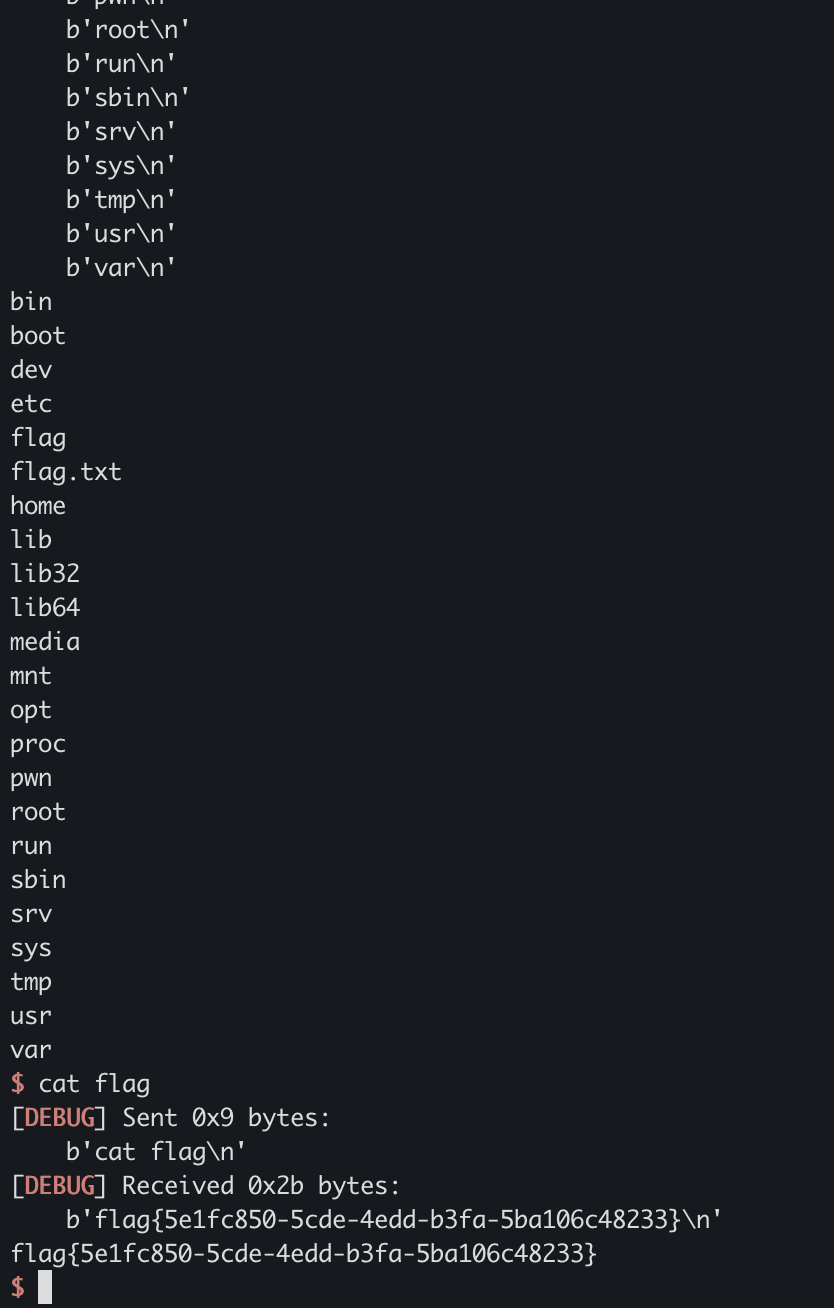 b'pwn\n'
b'root\n'
b'run\n'
b'sbin\n'
b'srv\n'
b'sys\n'
b'tmp\n'
b'usr\n'
b'var\n'
bin
boot
dev
etc
flag
flag.txt
home
lib
lib32
lib64
media
mnt
opt
proc
pwn
root
run
sbin
srv
sys
tmp
usr
var
$ cat flag
[DEBUG] Sent 0x9 bytes:
b'cat flag\n'
[DEBUG] Received 0x2b bytes:
b'flag{5e1fc850-5cde-4edd-b3fa-5ba106c48233}\n'
flag{5e1fc850-5cde-4edd-b3fa-5ba106c48233}
$